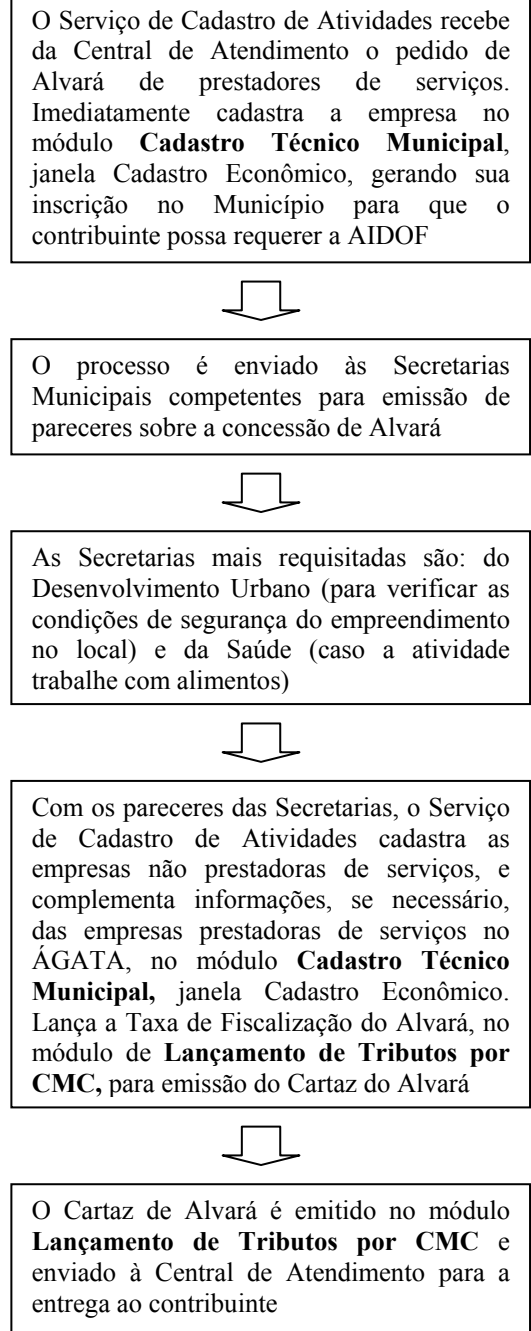 O Serviço de Cadastro de Atividades recebe
da Central de Atendimento o pedido de
Alvará de prestadores de serviços.
Imediatamente cadastra a empresa no
módulo Cadastro Técnico Municipal,
janela Cadastro Econômico, gerando sua
inscrição no Município para que o
contribuinte possa requerer a AIDOF
O processo é enviado às Secretarias
Municipais competentes para emissão de
pareceres sobre a concessão de Alvará
As Secretarias mais requisitadas são: do
Desenvolvimento Urbano (para verificar as
condições de segurança do empreendimento
no local) e da Saúde (caso a atividade
trabalhe com alimentos)
Com os pareceres das Secretarias, o Serviço
de Cadastro de Atividades cadastra as
empresas não prestadoras de serviços, e
complementa informações, se necessário,
das empresas prestadoras de serviços no
ÁGATA, no módulo Cadastro Técnico
Municipal, janela Cadastro Econômico.
Lança a Taxa de Fiscalização do Alvará, no
módulo de Lançamento de Tributos por
CMC, para emissão do Cartaz do Alvará
O Cartaz de Alvará é emitido no módulo
Lançamento de Tributos por CMC e
enviado à Central de Atendimento para a
entrega ao contribuinte